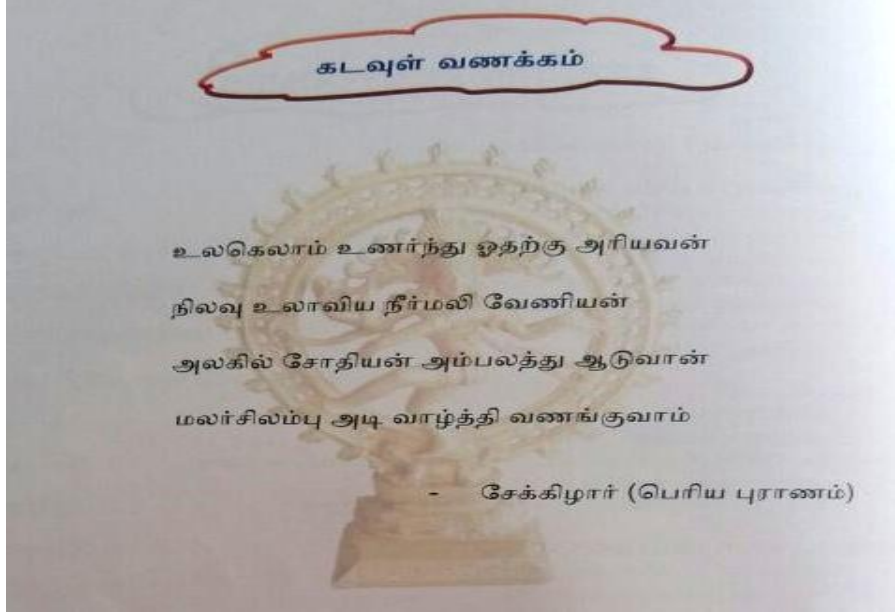 கடவுள் வணக்கம்
உலகெலாம் உணர்ந்து ஓதற்கு அரியவன்
நிலவு உலாவிய நீர்மலி வேணியன்
அலகில் சோதியன் அம்பலத்து ஆடுவான்
மலர்சிலம்பு அடி வாழ்த்தி வணங்குவாம்
- சேக்கிழார் (பெரிய புராணம்)